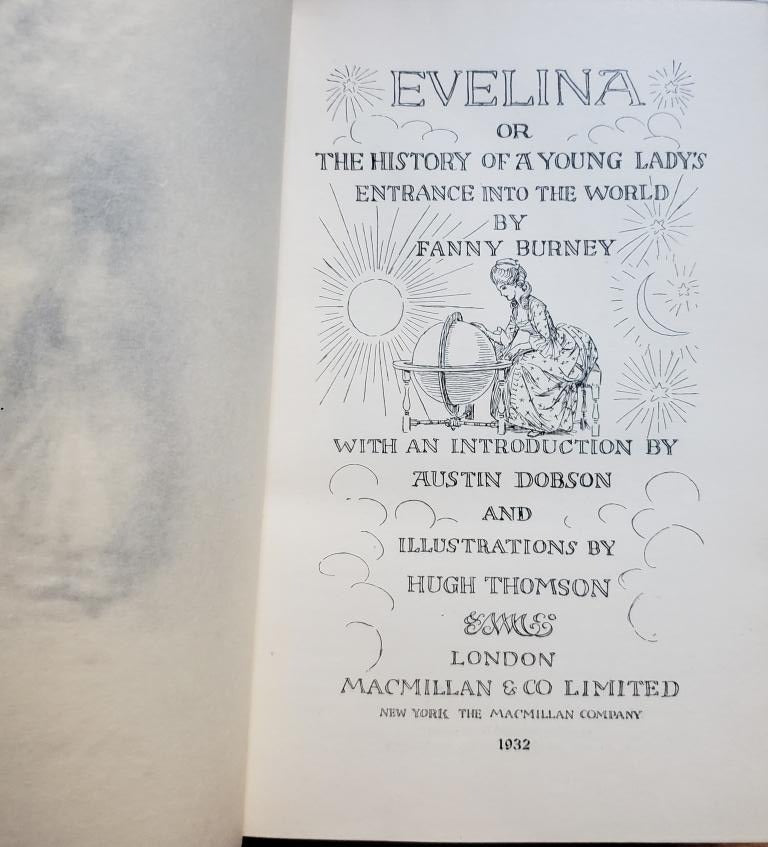 EVELINA
OR
THE HISTORY OF A YOUNG LADY'S
ENTRANCE INTO THE WORLD
BY
FANNY BURNEY
WITH AN INTRODUCTION BY
AUSTIN DOBSON
AND
ILLUSTRATIONS BY
HUGH THOMSON
LONDON
MACMILLAN & CO LIMITED
NEW YORK THE MACMILLAN COMPANY
1932